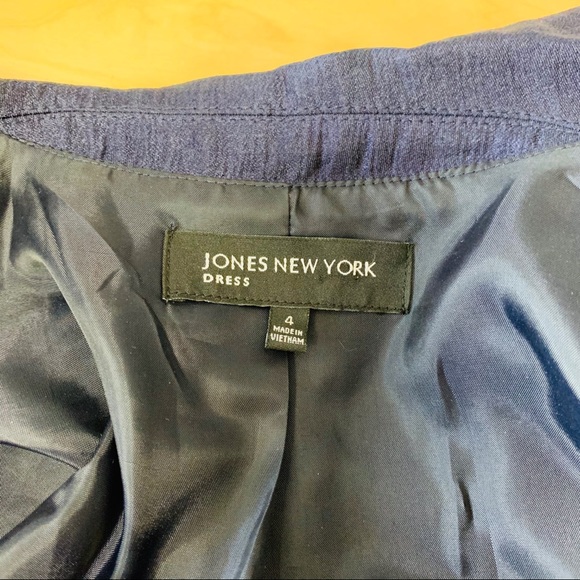 JONES NEW YORK
DRESS
4
MADE IN
VIETNAM